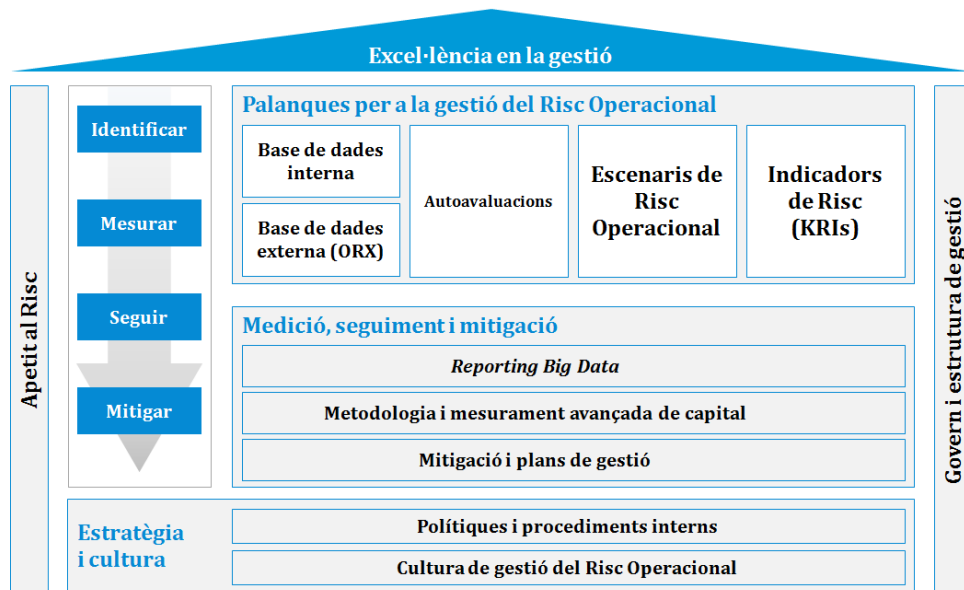 Excel·lència en la gestió
Apetit al Risc
Identificar
Mesurar
Seguir
Mitigar
Palanques per a la gestió del Risc Operacional
Base de dades
interna
Base de dades
externa (ORX)
Autoavaluacions
Escenaris de
Risc
Operacional
Indicadors
de Risc
(KRIs)
Medició, seguiment i mitigació
Reporting Big Data
Metodologia i mesurament avançada de capital
Mitigació i plans de gestió
Estratègia
i cultura
Polítiques i procediments interns
Cultura de gestió del Risc Operacional
Govern i estrutura de gestió